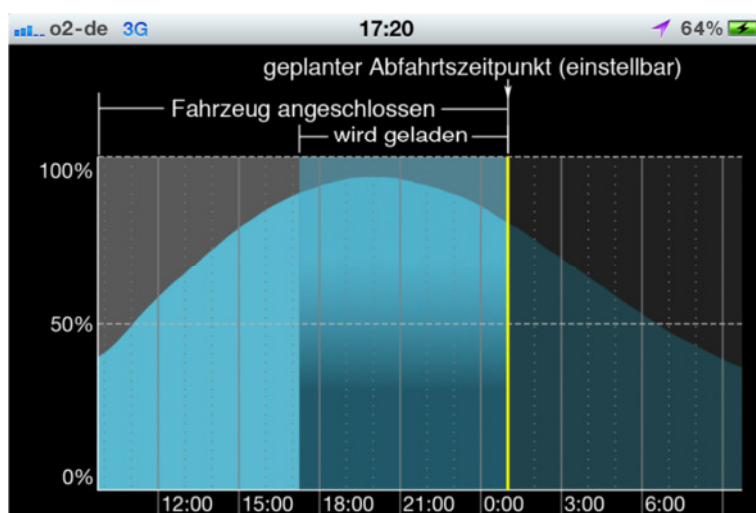 o2-de 3G 17:20 64%
geplanter Abfahrtszeitpunkt (einstellbar)
Fahrzeug angeschlossen
wird geladen
100%
50%
0%
12:00 15:00 18:00 21:00 0:00 3:00 6:00